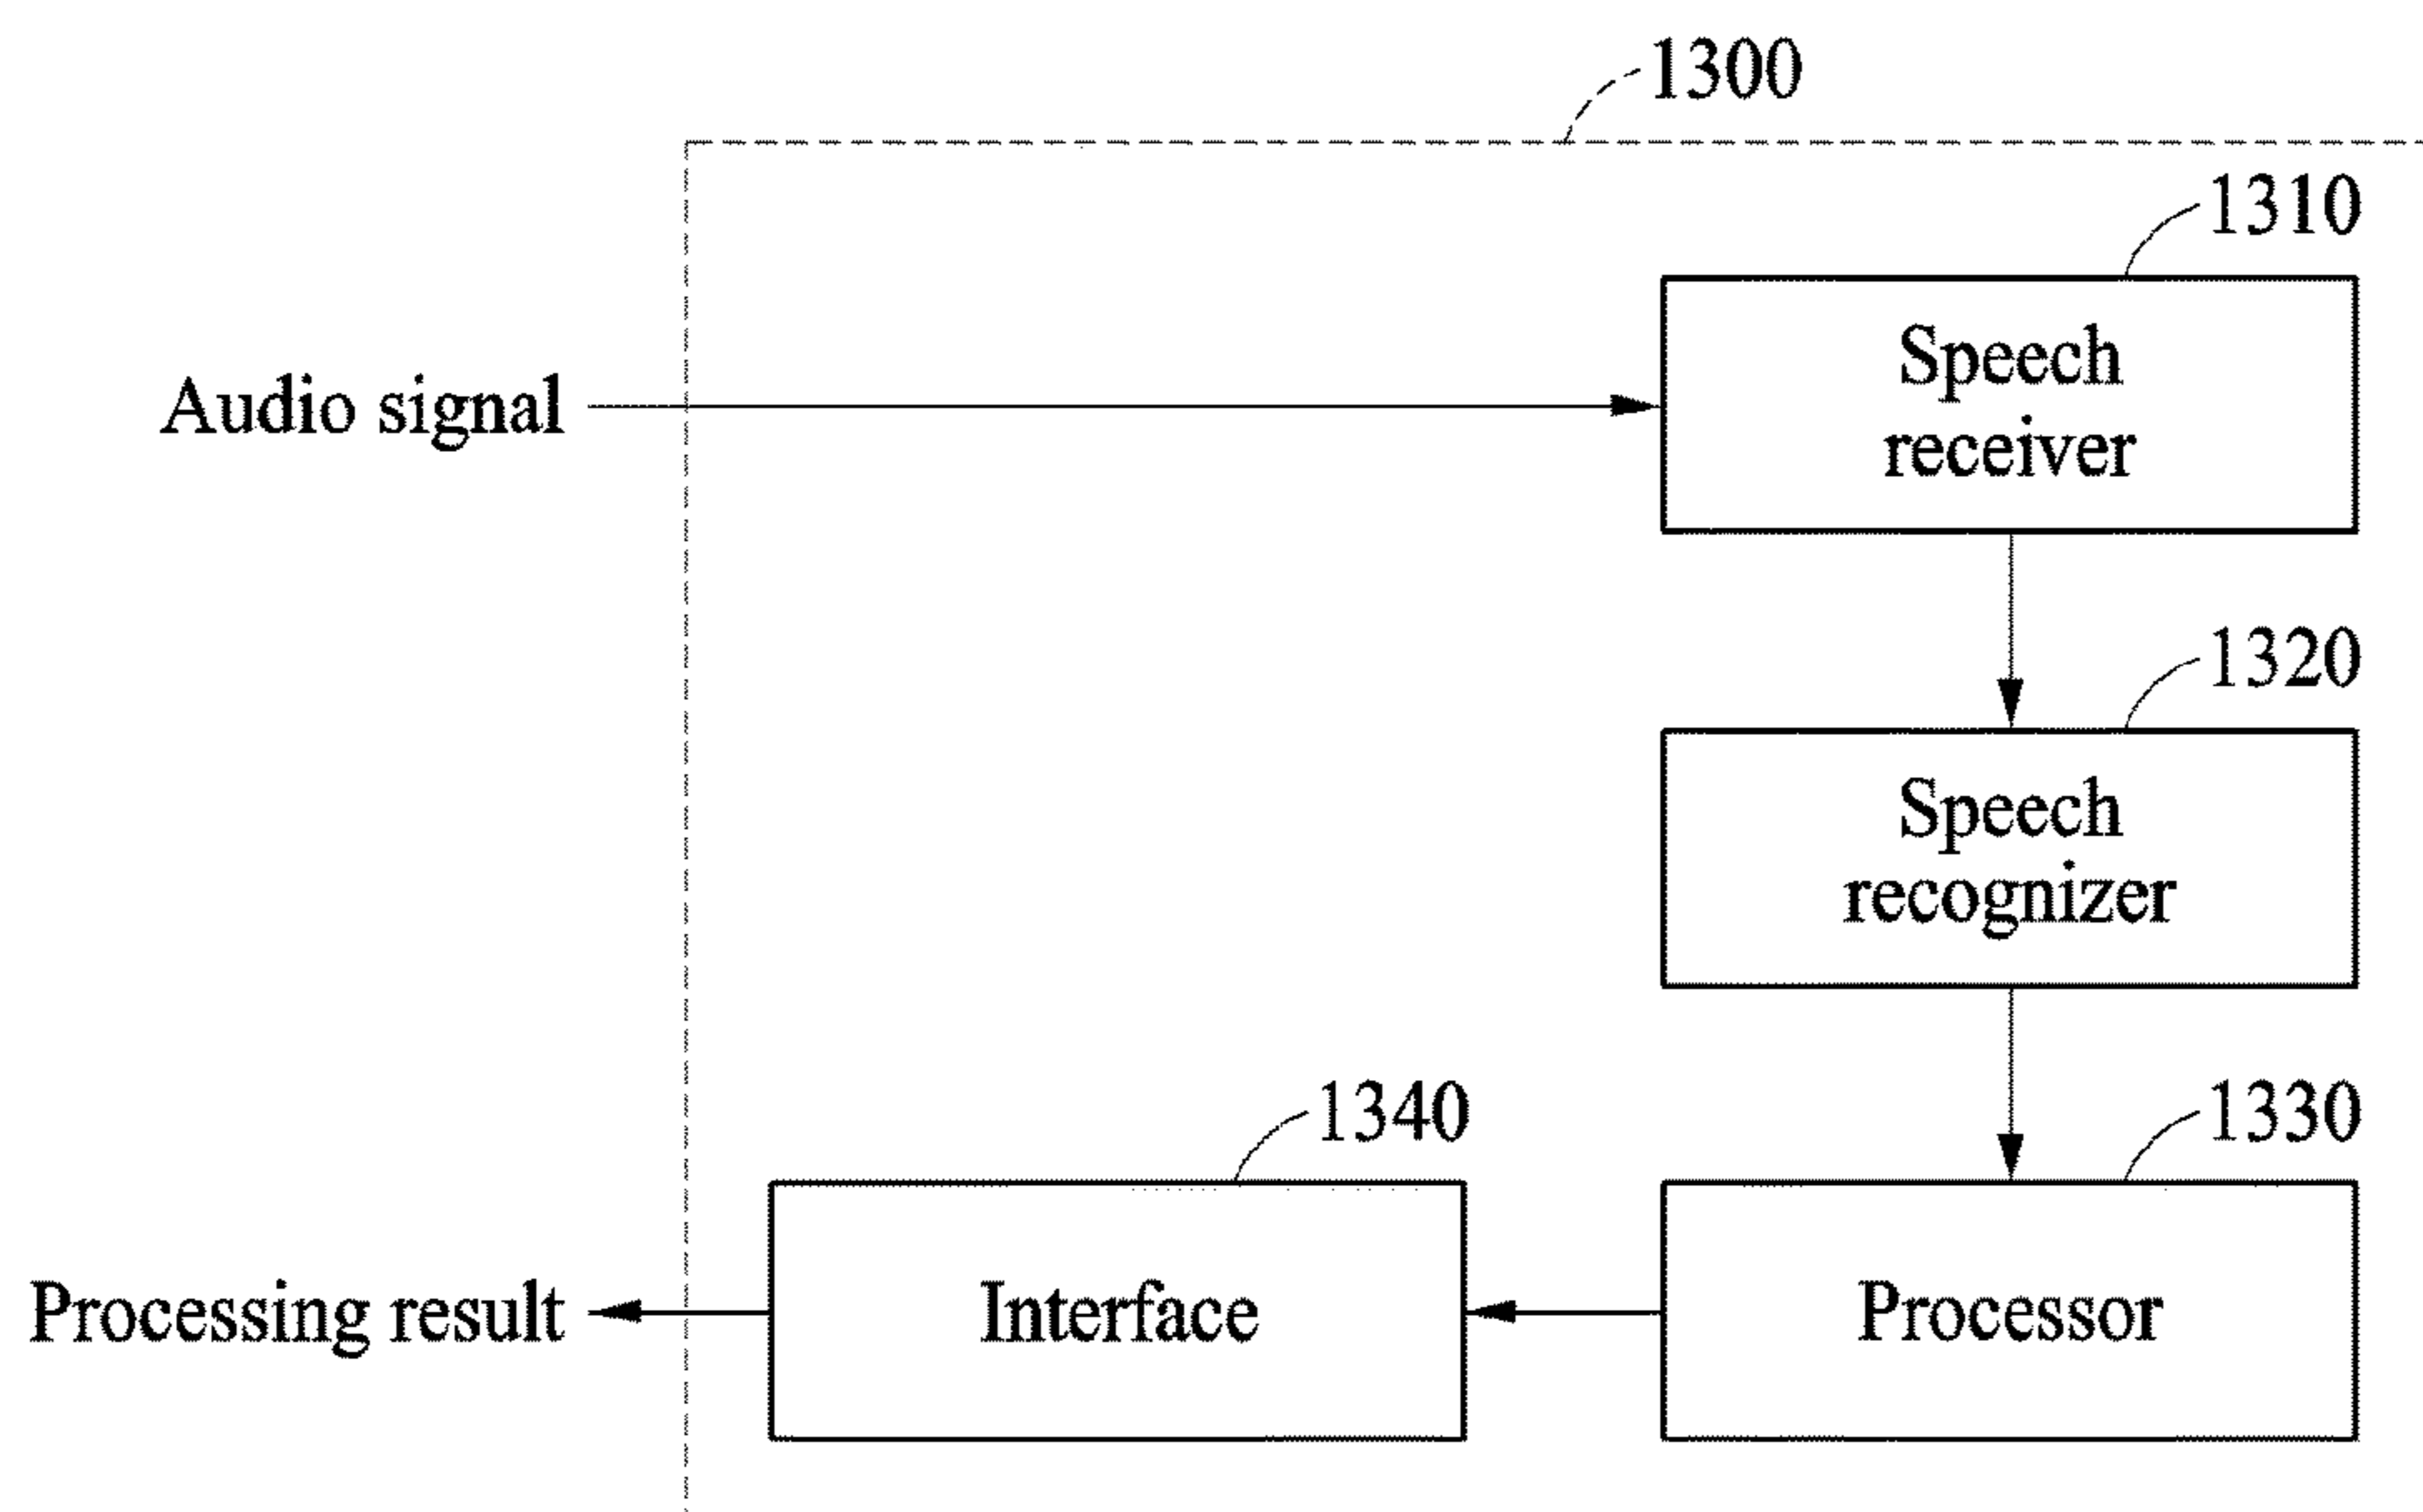 1300
1310
Speech
receiver
Audio signal
1320
Speech
recognizer
1340
1330
Processing result
Interface
Processor